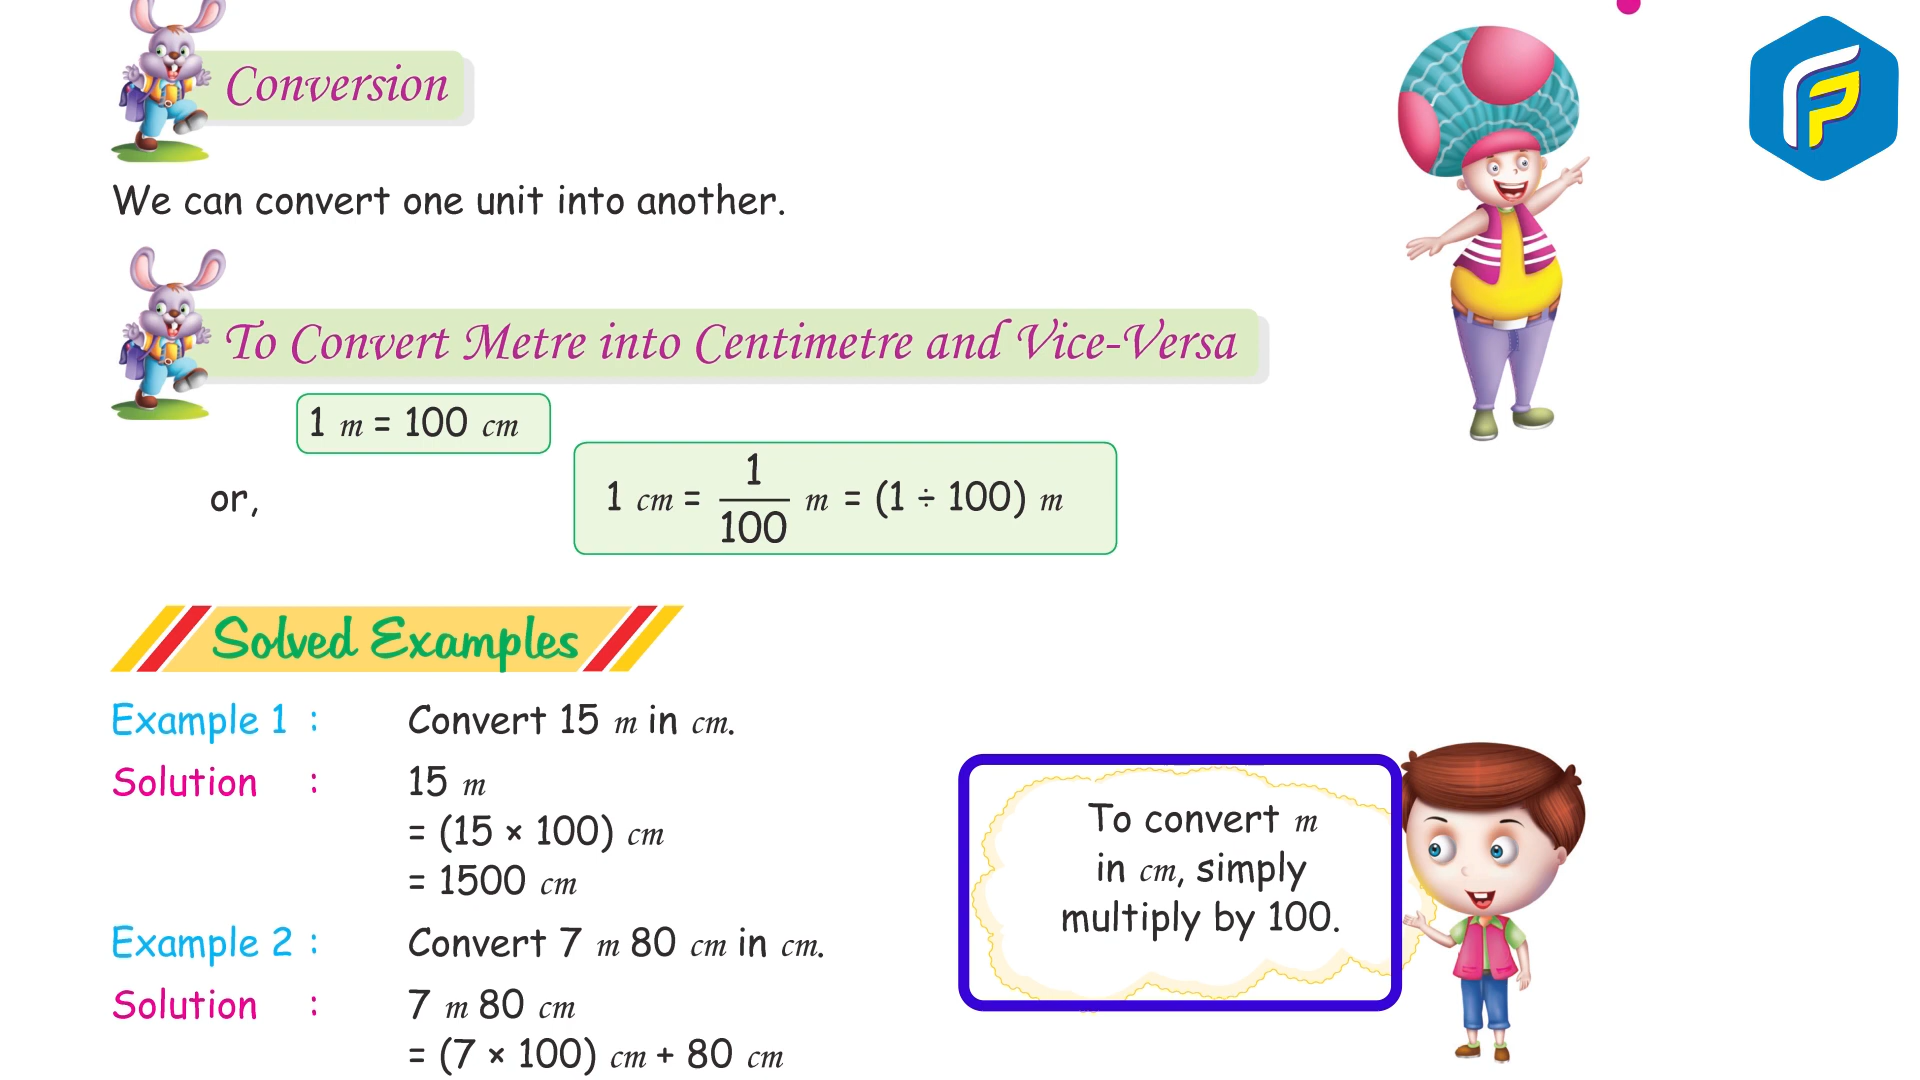 Conversion
We can convert one unit into another.
To Convert Metre into Centimetre and Vice-Versa
1 m = 100 cm
or,
1 cm = 1/100 m = (1 ÷ 100) m
Solved Examples
Example 1 : Convert 15 m in cm.
Solution : 15 m
= (15 × 100) cm
= 1500 cm
To convert m
in cm, simply
multiply by 100.
Example 2 : Convert 7 m 80 cm in cm.
Solution : 7 m 80 cm
= (7 × 100) cm + 80 cm